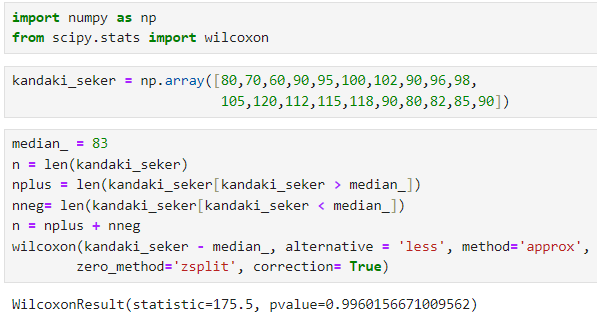 import numpy as np
from scipy.stats import wilcoxon
kandaki_seker = np.array([80,70,60,90,95,100,102,90,96,98,
105,120,112,115,118,90,80,82,85,90])
median_ = 83
n = len(kandaki_seker)
nplus = len(kandaki_seker[kandaki_seker > median_])
nneg= len(kandaki_seker[kandaki_seker < median_])
n = nplus + nneg
wilcoxon(kandaki_seker - median_, alternative = 'less', method='approx',
zero_method='zsplit', correction= True)
WilcoxonResult(statistic=175.5, pvalue=0.9960156671009562)